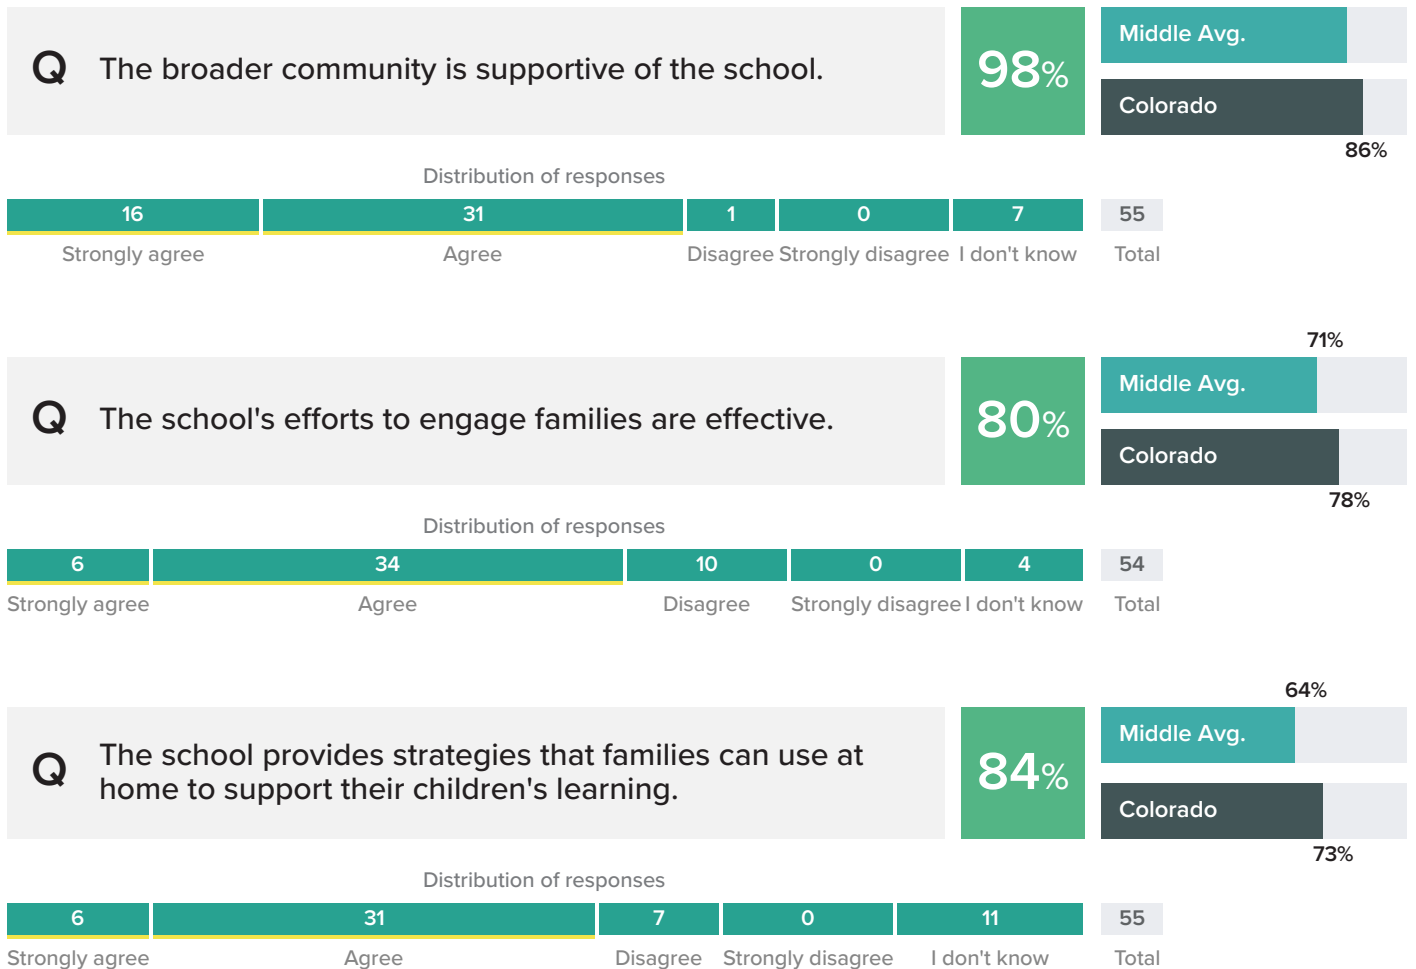 Q The broader community is supportive of the school.
98%
Middle Avg.
Colorado
86%
Distribution of responses
16 31 1 0 7 55
Strongly agree Agree Disagree Strongly disagree I don't know Total
71%
Q The school's efforts to engage families are effective.
80%
Middle Avg.
Colorado
78%
Distribution of responses
6 34 10 0 4 54
Strongly agree Agree Disagree Strongly disagree I don't know Total
64%
Q The school provides strategies that families can use at
home to support their children's learning.
84%
Middle Avg.
Colorado
73%
Distribution of responses
6 31 7 0 11 55
Strongly agree Agree Disagree Strongly disagree I don't know Total